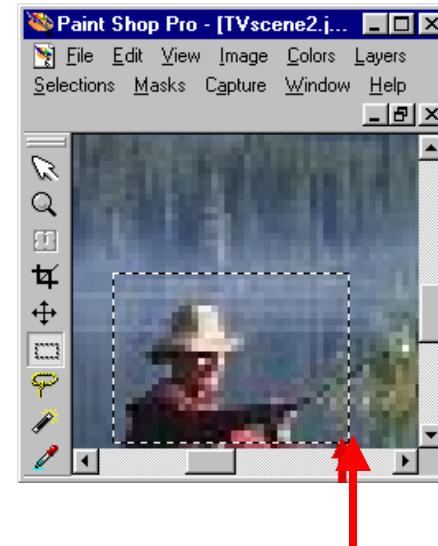 Paint Shop Pro - [TVscene2.j...
File Edit View Image Colors Layers
Selections Masks Capture Window Help